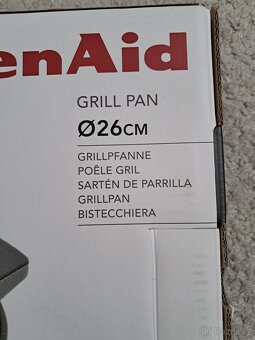 enAid
GRILL PAN
Ø26CM
GRILLPFANNE
POÊLE GRIL
SARTÉN DE PARRILLA
GRILLPAN
BISTECCHIERA